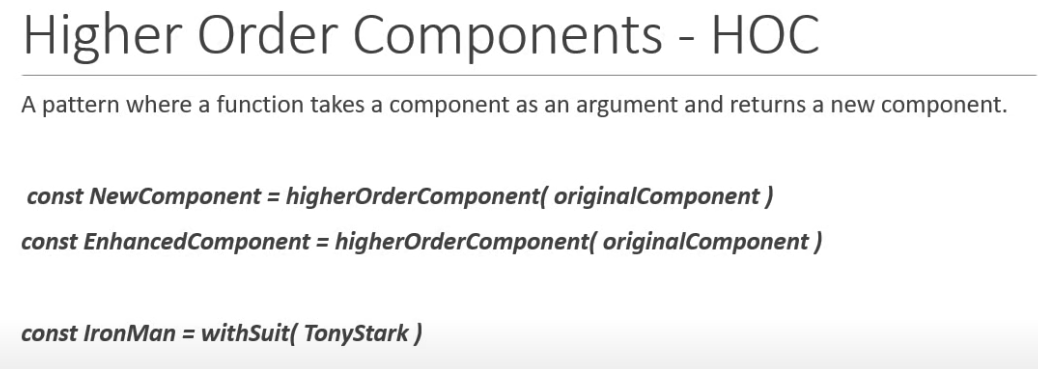 Higher Order Components - HOC
A pattern where a function takes a component as an argument and returns a new component.
const NewComponent = higherOrderComponent( originalComponent )
const EnhancedComponent = higherOrderComponent( originalComponent )
const IronMan = withSuit( TonyStark )